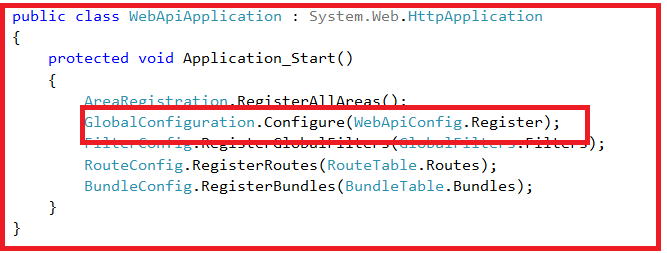 public class WebApiApplication : System.Web.HttpApplication
{
protected void Application_Start()
{
AreaRegistration.RegisterAllAreas();
GlobalConfiguration.Configure(WebApiConfig.Register);
FilterConfig.RegisterGlobalFilters(GlobalFilters.Filters);
RouteConfig.RegisterRoutes(RouteTable.Routes);
BundleConfig.RegisterBundles(BundleTable.Bundles);
}
}